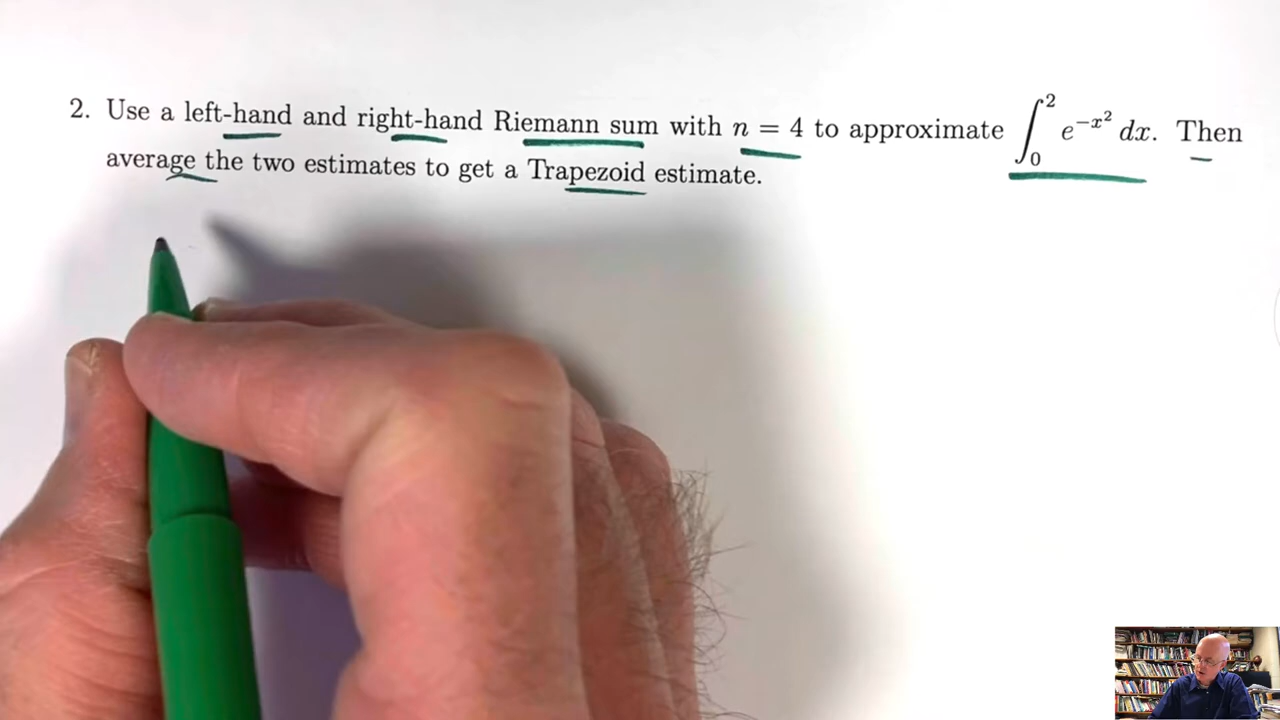 2. Use a left-hand and right-hand Riemann sum with n = 4 to approximate ∫₀² e^{-x²} dx. Then
average the two estimates to get a Trapezoid estimate.